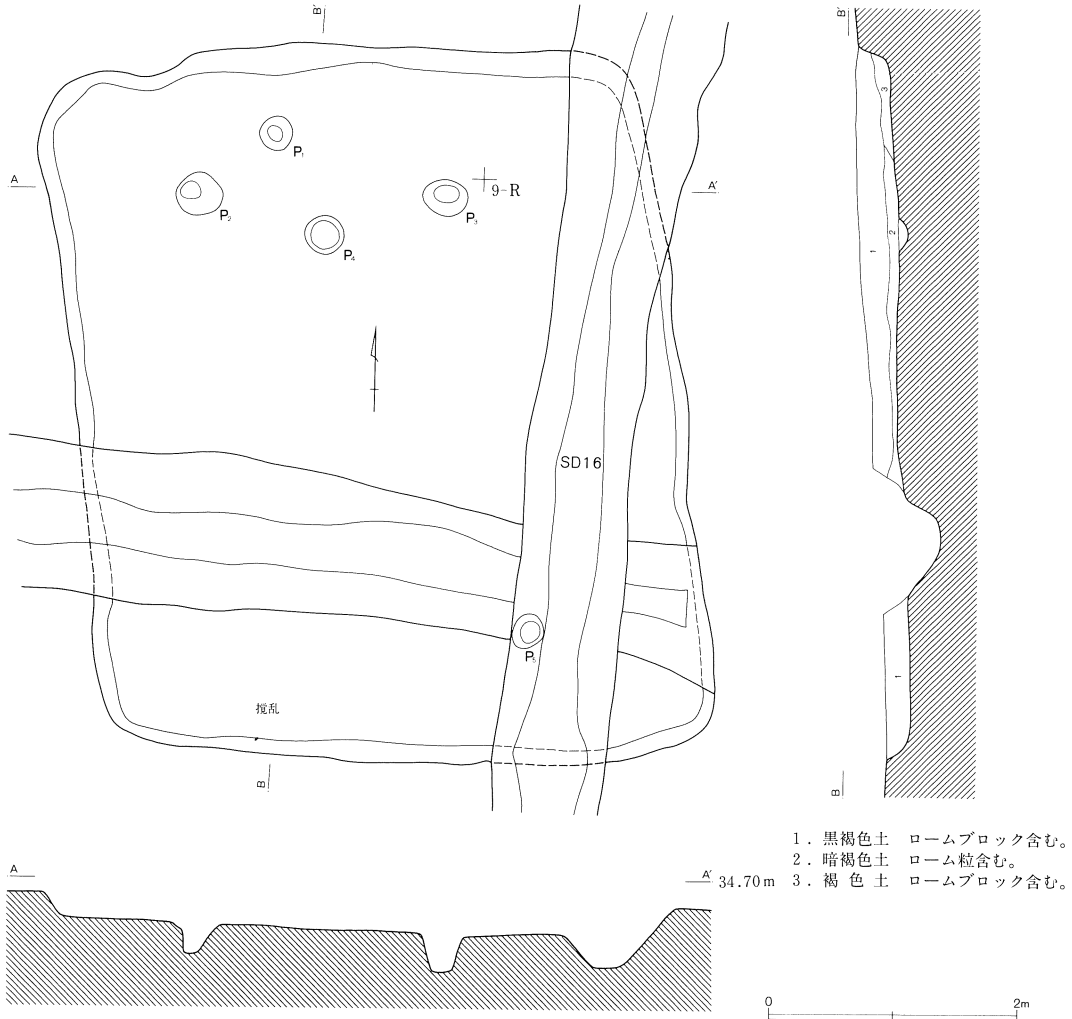 B′
B′
P₁
A
9-R
A′
P₂
P₃
P₄
SD16
P₅
撹乱
B
B
1
2
3
1
1. 黒褐色土 ロームブロック含む。
2. 暗褐色土 ローム粒含む。
3. 褐色土 ロームブロック含む。
A
A′ 34.70m
0 2m